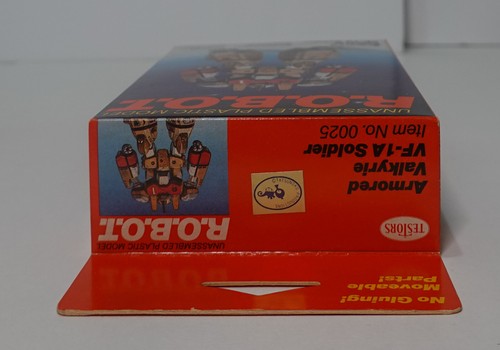 R.O.B.O.T.
UNASSEMBLED PLASTIC MODEL
Armored
Valkyrie
VF-1A Soldier
Item No. 0025
TESTORS
R.O.B.O.T.
UNASSEMBLED PLASTIC MODEL
No Gluing!
Moveable
Parts!